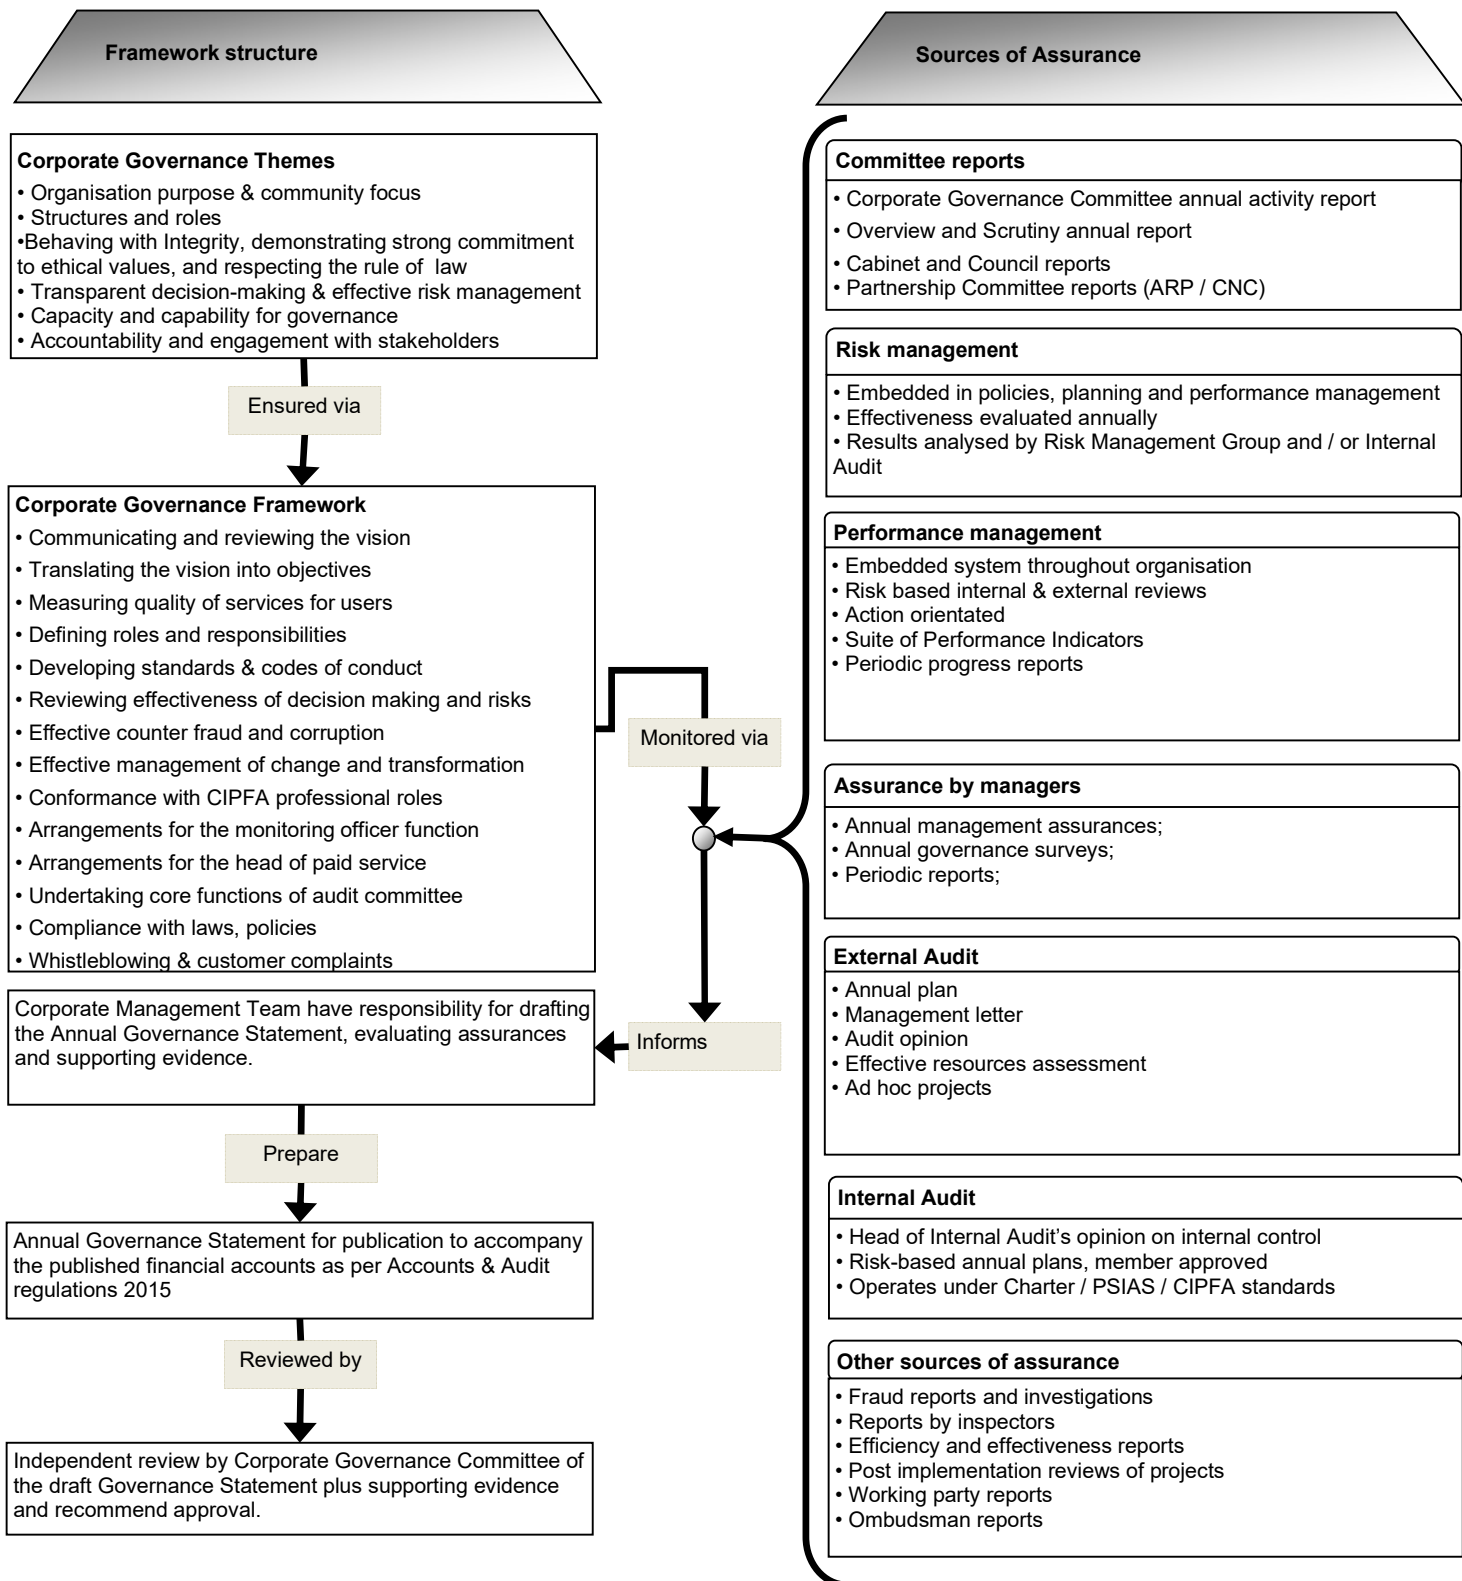 Framework structure
Corporate Governance Themes
• Organisation purpose & community focus
• Structures and roles
•Behaving with Integrity, demonstrating strong commitment
to ethical values, and respecting the rule of law
• Transparent decision-making & effective risk management
• Capacity and capability for governance
• Accountability and engagement with stakeholders
Ensured via
Corporate Governance Framework
• Communicating and reviewing the vision
• Translating the vision into objectives
• Measuring quality of services for users
• Defining roles and responsibilities
• Developing standards & codes of conduct
• Reviewing effectiveness of decision making and risks
• Effective counter fraud and corruption
• Effective management of change and transformation
• Conformance with CIPFA professional roles
• Arrangements for the monitoring officer function
• Arrangements for the head of paid service
• Undertaking core functions of audit committee
• Compliance with laws, policies
• Whistleblowing & customer complaints
Monitored via
Informs
Corporate Management Team have responsibility for drafting
the Annual Governance Statement, evaluating assurances
and supporting evidence.
Prepare
Annual Governance Statement for publication to accompany
the published financial accounts as per Accounts & Audit
regulations 2015
Reviewed by
Independent review by Corporate Governance Committee of
the draft Governance Statement plus supporting evidence
and recommend approval.
Sources of Assurance
Committee reports
• Corporate Governance Committee annual activity report
• Overview and Scrutiny annual report
• Cabinet and Council reports
• Partnership Committee reports (ARP / CNC)
Risk management
• Embedded in policies, planning and performance management
• Effectiveness evaluated annually
• Results analysed by Risk Management Group and / or Internal
Audit
Performance management
• Embedded system throughout organisation
• Risk based internal & external reviews
• Action orientated
• Suite of Performance Indicators
• Periodic progress reports
Assurance by managers
• Annual management assurances;
• Annual governance surveys;
• Periodic reports;
External Audit
• Annual plan
• Management letter
• Audit opinion
• Effective resources assessment
• Ad hoc projects
Internal Audit
• Head of Internal Audit's opinion on internal control
• Risk-based annual plans, member approved
• Operates under Charter / PSIAS / CIPFA standards
Other sources of assurance
• Fraud reports and investigations
• Reports by inspectors
• Efficiency and effectiveness reports
• Post implementation reviews of projects
• Working party reports
• Ombudsman reports